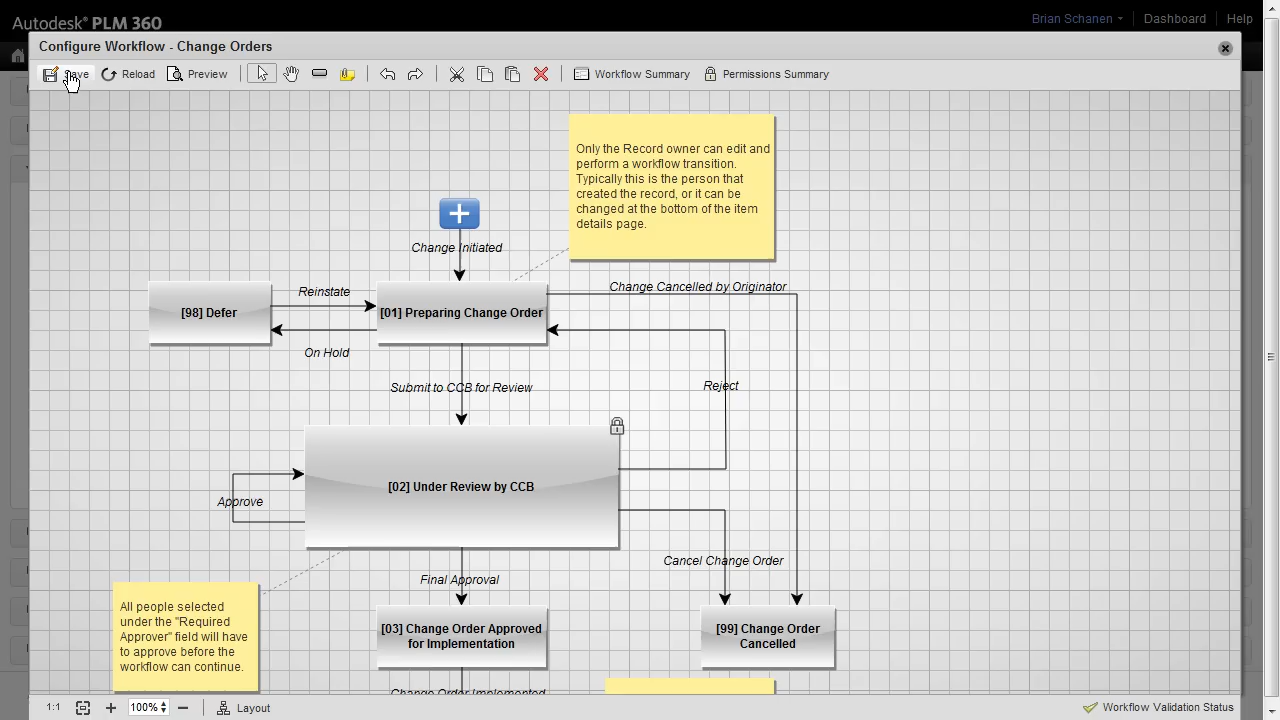 Autodesk® PLM 360
Brian Schanen
Dashboard
Help
Configure Workflow - Change Orders
Save
Reload
Preview
Workflow Summary
Permissions Summary
Only the Record owner can edit and
perform a workflow transition.
Typically this is the person that
created the record, or it can be
changed at the bottom of the item
details page.
Change Initiated
Reinstate
Change Cancelled by Originator
[98] Defer
[01] Preparing Change Order
On Hold
Submit to CCB for Review
Reject
[02] Under Review by CCB
Approve
Cancel Change Order
Final Approval
All people selected
under the "Required
Approver" field will have
to approve before the
workflow can continue.
[03] Change Order Approved
for Implementation
[99] Change Order
Cancelled
Change Order Implemented
1:1
100%
Layout
Workflow Validation Status